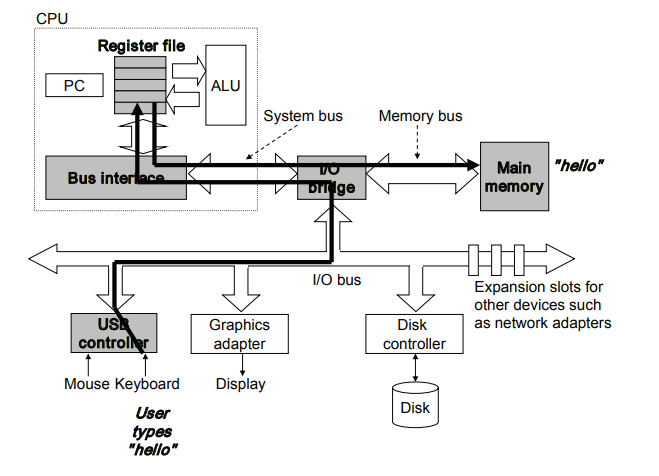 CPU
Register file
PC
ALU
System bus
Memory bus
Bus interface
I/O
bridge
Main
memory
"hello"
I/O bus
Expansion slots for
other devices such
as network adapters
USB
controller
Graphics
adapter
Disk
controller
Mouse Keyboard
Display
Disk
User
types
"hello"